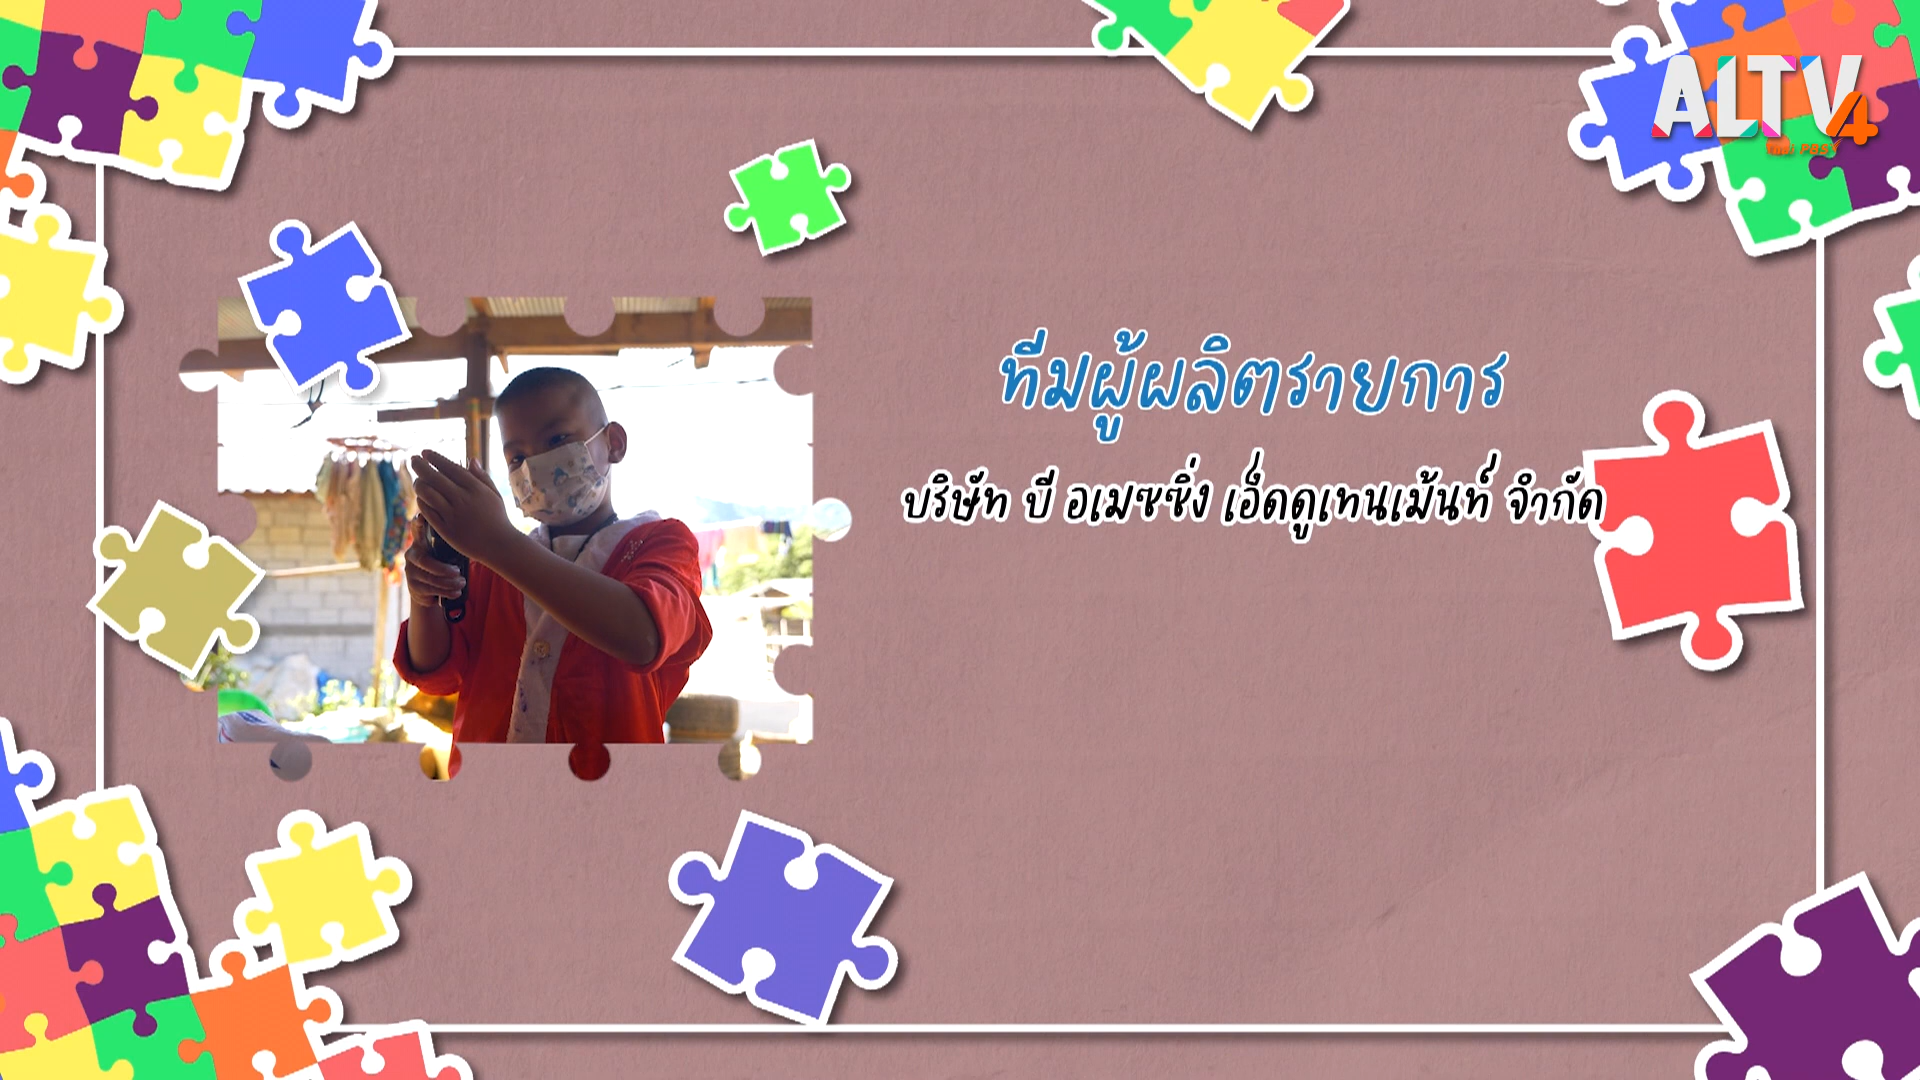 ALTV4
Thai PBS
ทีมผู้ผลิตรายการ
บริษัท บี อเมซซิ่ง เอ็ดดูเทนเม้นท์ จำกัด